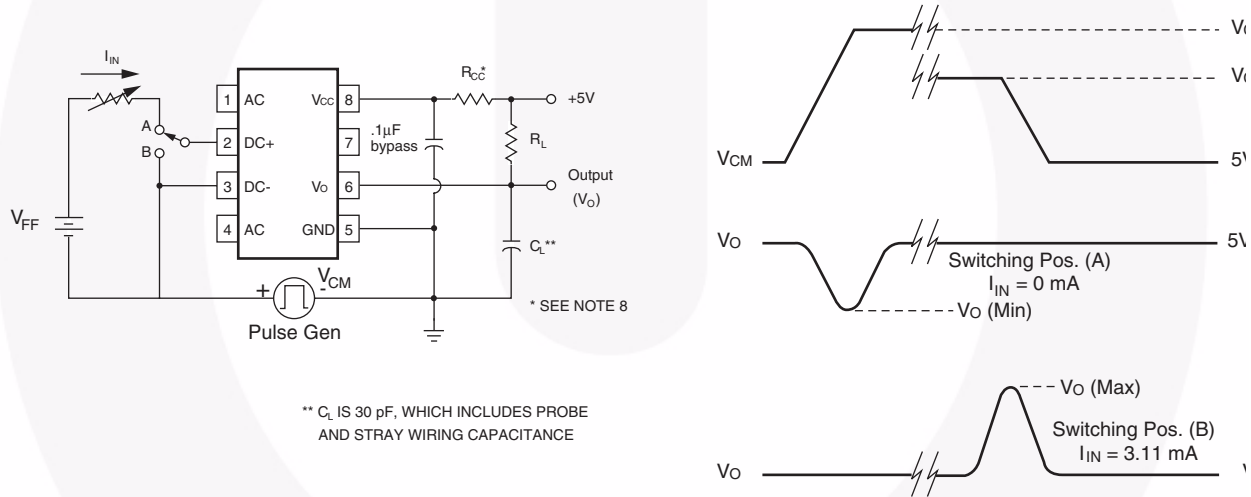 I_IN
R_CC*
1 AC
V_CC 8
+5V
A
2 DC+
7
.1µF
bypass
R_L
B
3 DC-
V_O 6
Output
(V_O)
V_FF
4 AC
GND 5
C_L**
V_CM
+
-
* SEE NOTE 8
Pulse Gen
** C_L IS 30 pF, WHICH INCLUDES PROBE
AND STRAY WIRING CAPACITANCE
V_CM
5V
V_O
5V
Switching Pos. (A)
I_IN = 0 mA
V_O (Min)
V_O (Max)
Switching Pos. (B)
I_IN = 3.11 mA
V_O